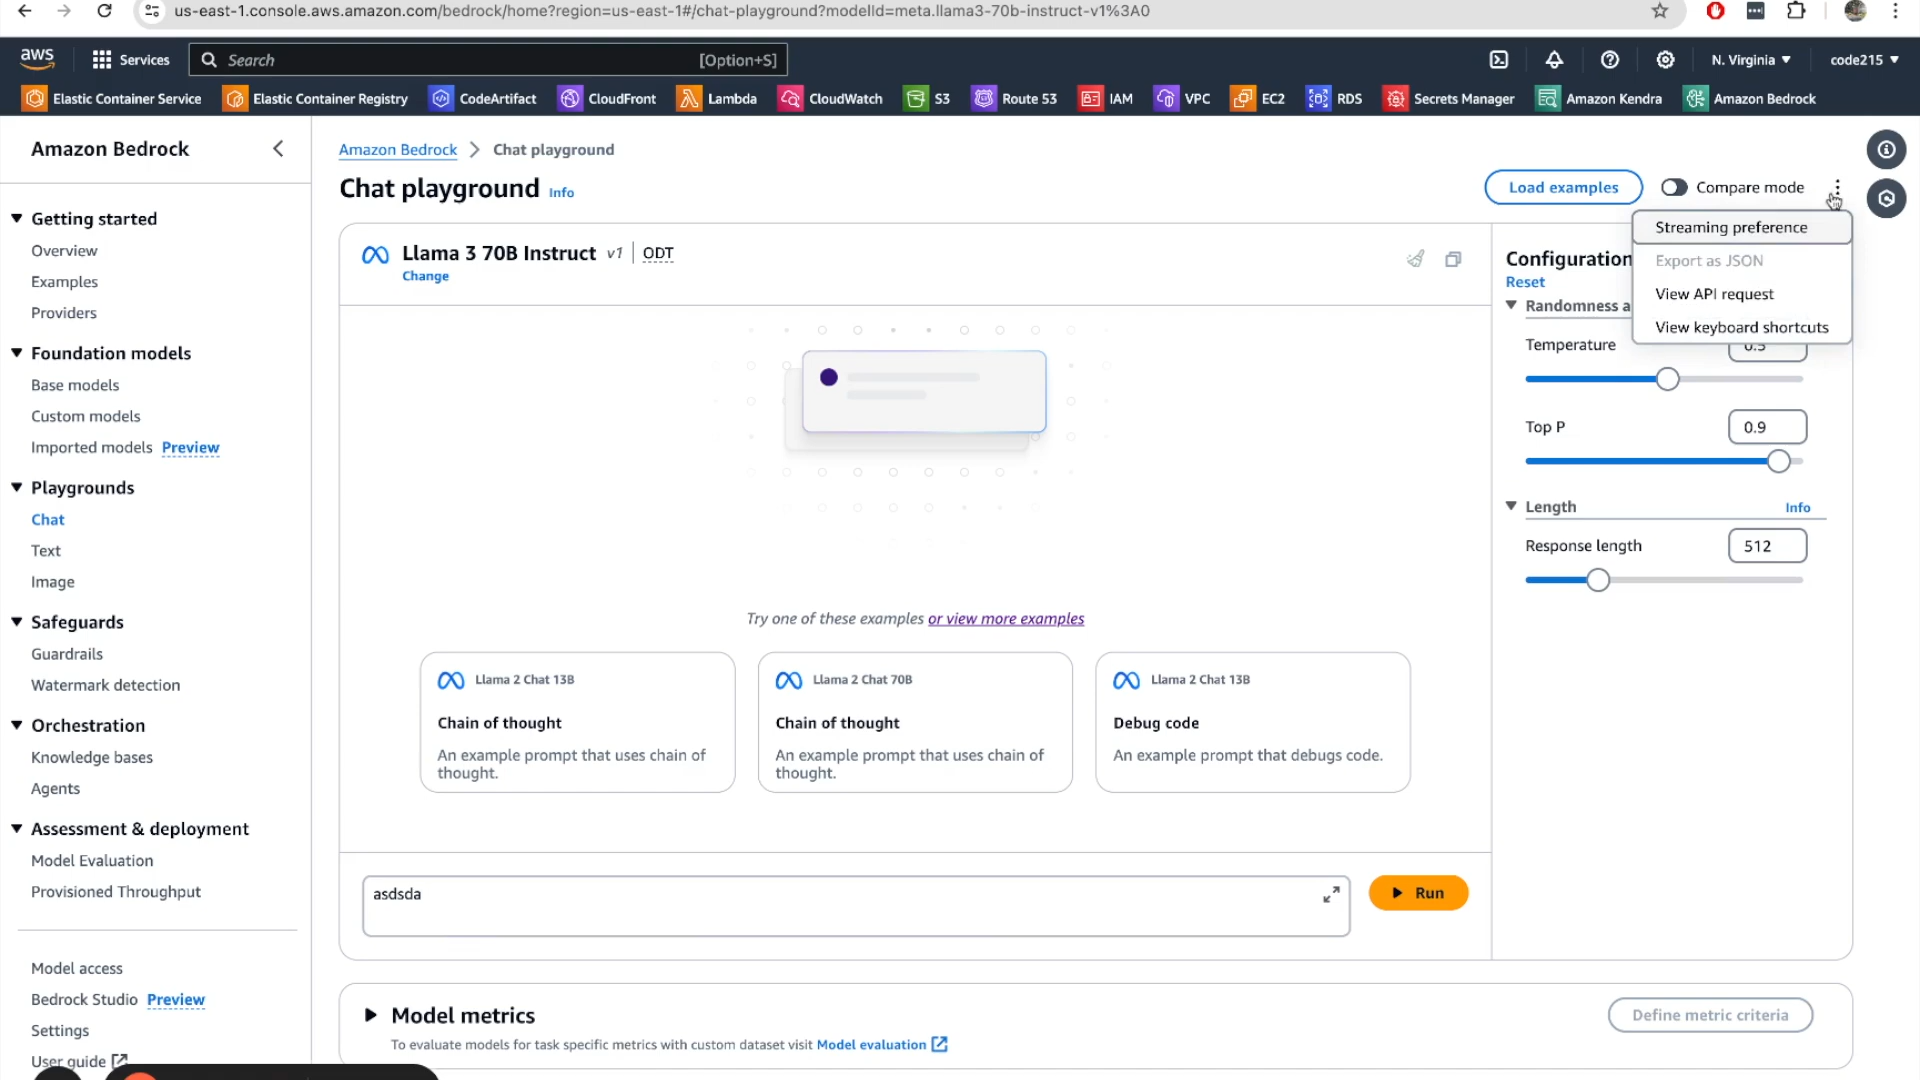 us-east-1.console.aws.amazon.com/bedrock/home?region=us-east-1#/chat-playground?modelId=meta.llama3-70b-instruct-v1%3A0
aws
Services
Search
[Option+S]
N. Virginia
code215
Elastic Container Service
Elastic Container Registry
CodeArtifact
CloudFront
Lambda
CloudWatch
S3
Route 53
IAM
VPC
EC2
RDS
Secrets Manager
Amazon Kendra
Amazon Bedrock
Amazon Bedrock
Getting started
Overview
Examples
Providers
Foundation models
Base models
Custom models
Imported models Preview
Playgrounds
Chat
Text
Image
Safeguards
Guardrails
Watermark detection
Orchestration
Knowledge bases
Agents
Assessment & deployment
Model Evaluation
Provisioned Throughput
Model access
Bedrock Studio Preview
Settings
User guide
Amazon Bedrock
Chat playground
Chat playground Info
Load examples
Compare mode
Streaming preference
Export as JSON
View API request
View keyboard shortcuts
Llama 3 70B Instruct v1 | ODT
Change
Try one of these examples or view more examples
Llama 2 Chat 13B
Chain of thought
An example prompt that uses chain of
thought.
Llama 2 Chat 70B
Chain of thought
An example prompt that uses chain of
thought.
Llama 2 Chat 13B
Debug code
An example prompt that debugs code.
asdsda
Run
Configuration
Reset
Randomness a
Temperature
0.5
Top P
0.9
Length
Info
Response length
512
Model metrics
Define metric criteria
To evaluate models for task specific metrics with custom dataset visit Model evaluation